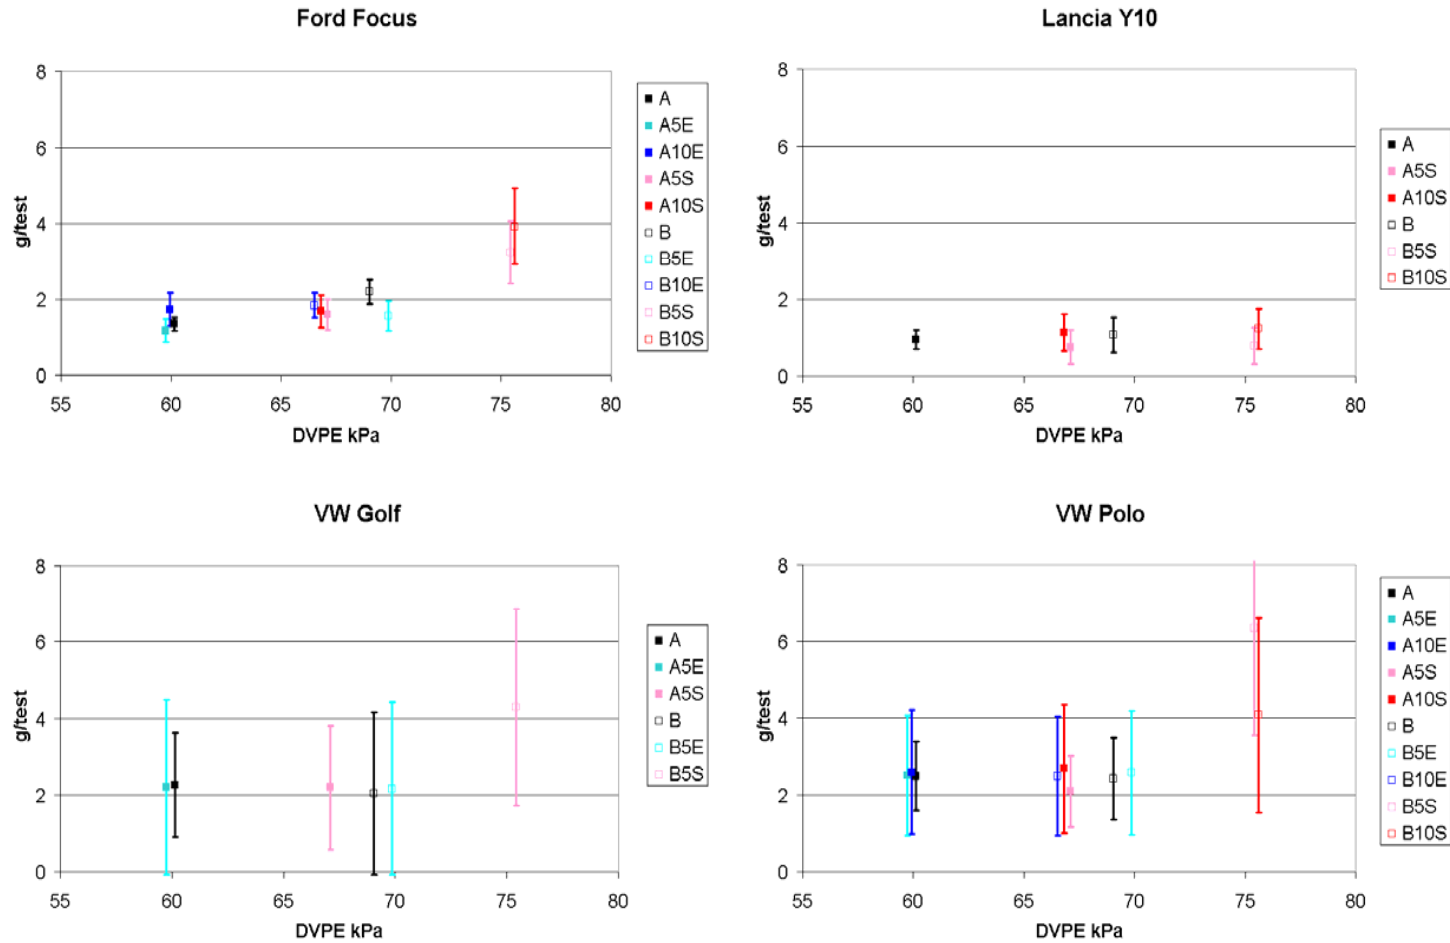 Ford Focus
8
6
4
2
0
g/test
55 60 65 70 75 80
DVPE kPa
A
A5E
A10E
A5S
A10S
B
B5E
B10E
B5S
B10S
Lancia Y10
8
6
4
2
0
g/test
55 60 65 70 75 80
DVPE kPa
A
A5S
A10S
B
B5S
B10S
VW Golf
8
6
4
2
0
g/test
55 60 65 70 75 80
DVPE kPa
A
A5E
A5S
B
B5E
B5S
VW Polo
8
6
4
2
0
g/test
55 60 65 70 75 80
DVPE kPa
A
A5E
A10E
A5S
A10S
B
B5E
B10E
B5S
B10S